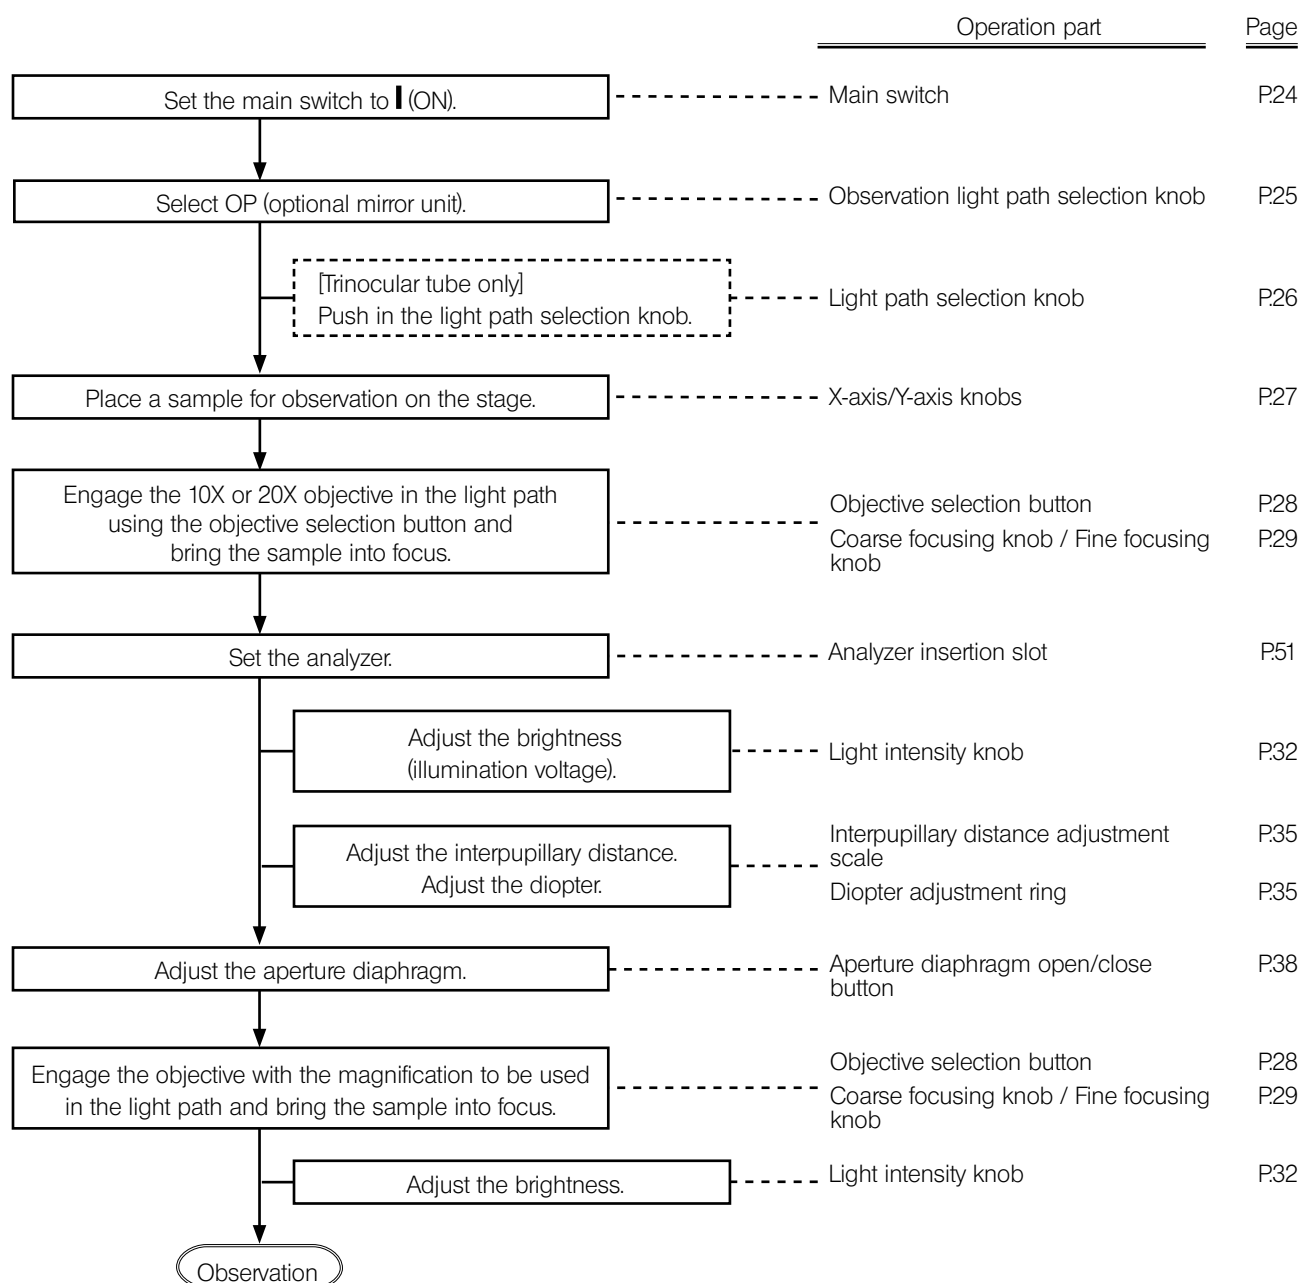 Operation part Page
Set the main switch to I (ON). Main switch P.24
Select OP (optional mirror unit). Observation light path selection knob P.25
[Trinocular tube only]
Push in the light path selection knob. Light path selection knob P.26
Place a sample for observation on the stage. X-axis/Y-axis knobs P.27
Engage the 10X or 20X objective in the light path
using the objective selection button and
bring the sample into focus.
Objective selection button P.28
Coarse focusing knob / Fine focusing P.29
knob
Set the analyzer. Analyzer insertion slot P.51
Adjust the brightness
(illumination voltage). Light intensity knob P.32
Adjust the interpupillary distance.
Adjust the diopter.
Interpupillary distance adjustment P.35
scale
Diopter adjustment ring P.35
Adjust the aperture diaphragm. Aperture diaphragm open/close P.38
button
Engage the objective with the magnification to be used
in the light path and bring the sample into focus.
Objective selection button P.28
Coarse focusing knob / Fine focusing P.29
knob
Adjust the brightness. Light intensity knob P.32
Observation